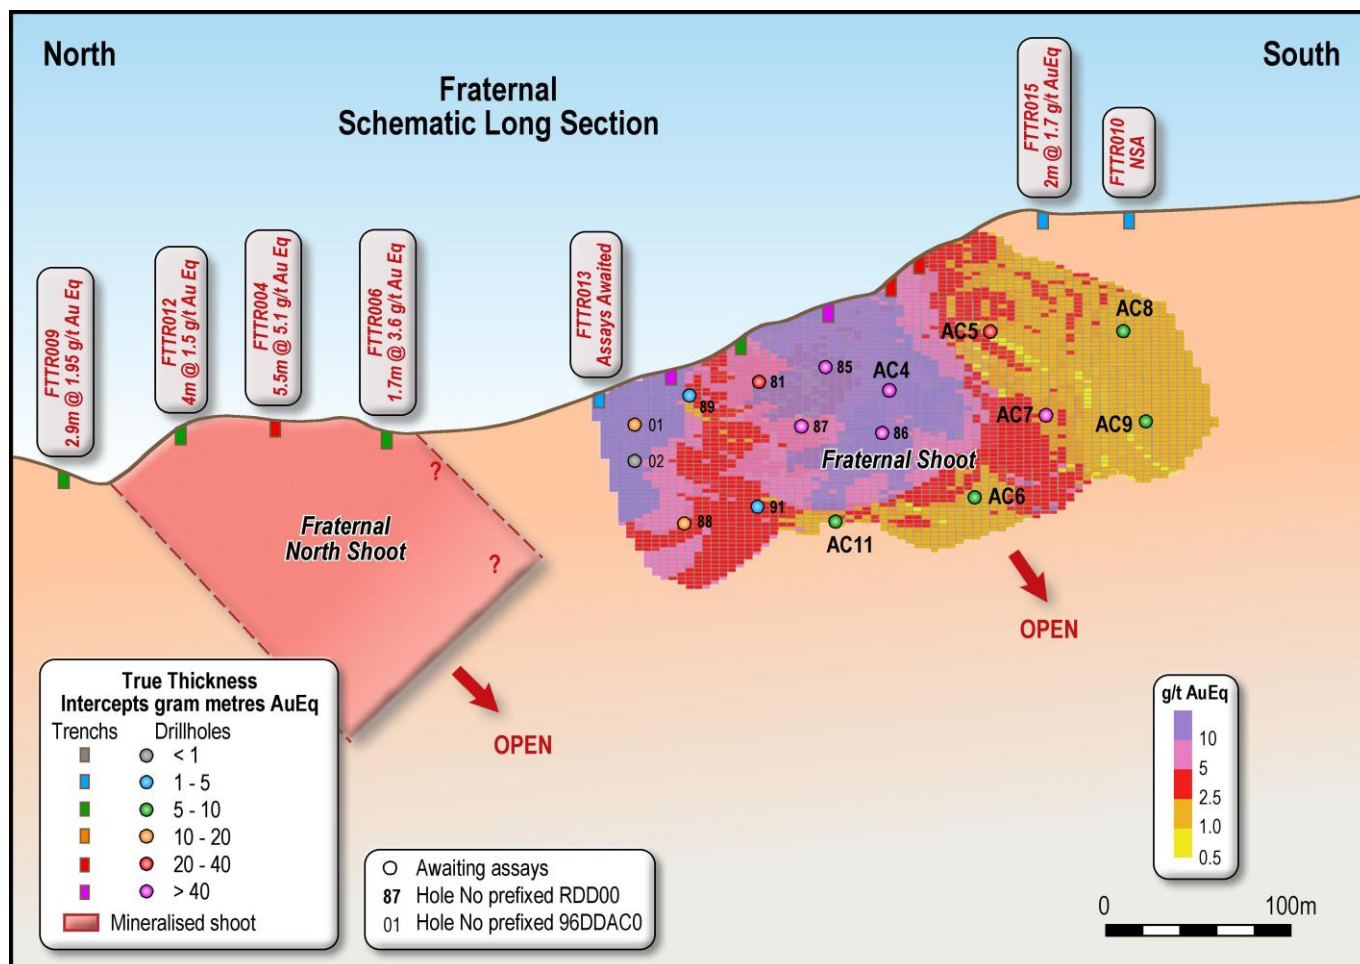 North
South
Fraternal
Schematic Long Section
FTTR009
2.9m @ 1.95 g/t Au Eq
FTTR012
4m @ 1.5 g/t Au Eq
FTTR004
5.5m @ 5.1 g/t Au Eq
FTTR006
1.7m @ 3.6 g/t Au Eq
FTTR013
Assays Awaited
FTTR015
2m @ 1.7 g/t AuEq
FTTR010
NSA
AC5
AC8
81
85
AC4
89
01
87
86
AC7
AC9
02
Fraternal Shoot
88
91
AC6
AC11
?
Fraternal
North Shoot
?
OPEN
OPEN
True Thickness
Intercepts gram metres AuEq
Trenchs Drillholes
< 1
1 - 5
5 - 10
10 - 20
20 - 40
> 40
Mineralised shoot
Awaiting assays
87 Hole No prefixed RDD00
01 Hole No prefixed 96DDAC0
g/t AuEq
10
5
2.5
1.0
0.5
0 100m